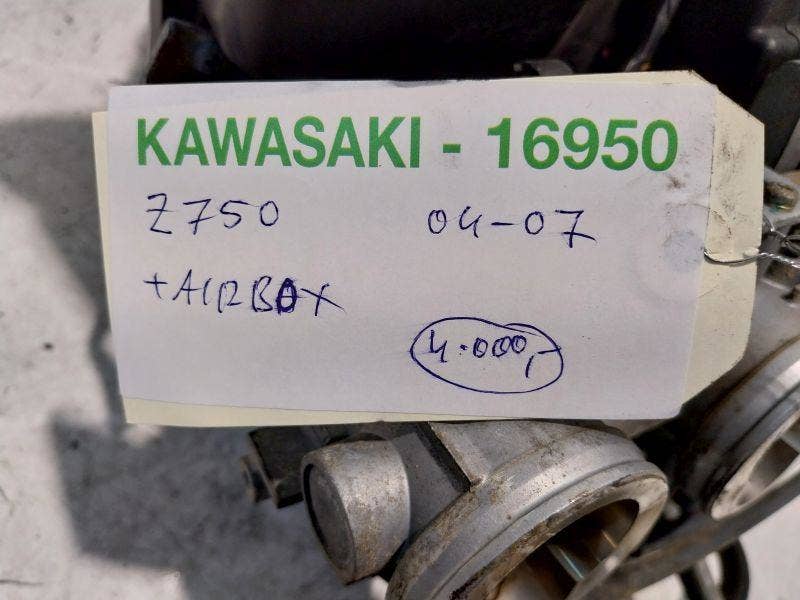 KAWASAKI - 16950
Z750 04-07
+AIRBOX
4.000,-